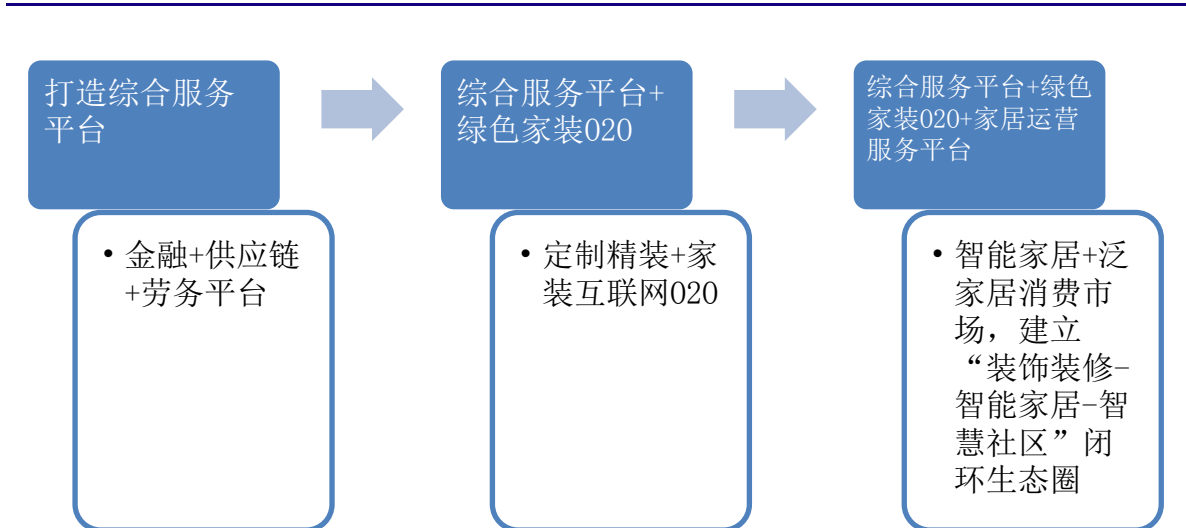 打造综合服务
平台
• 金融+供应链
+劳务平台
综合服务平台+
绿色家装020
• 定制精装+家
装互联网020
综合服务平台+绿色
家装020+家居运营
服务平台
• 智能家居+泛
家居消费市
场，建立
“装饰装修-
智能家居-智
慧社区”闭
环生态圈